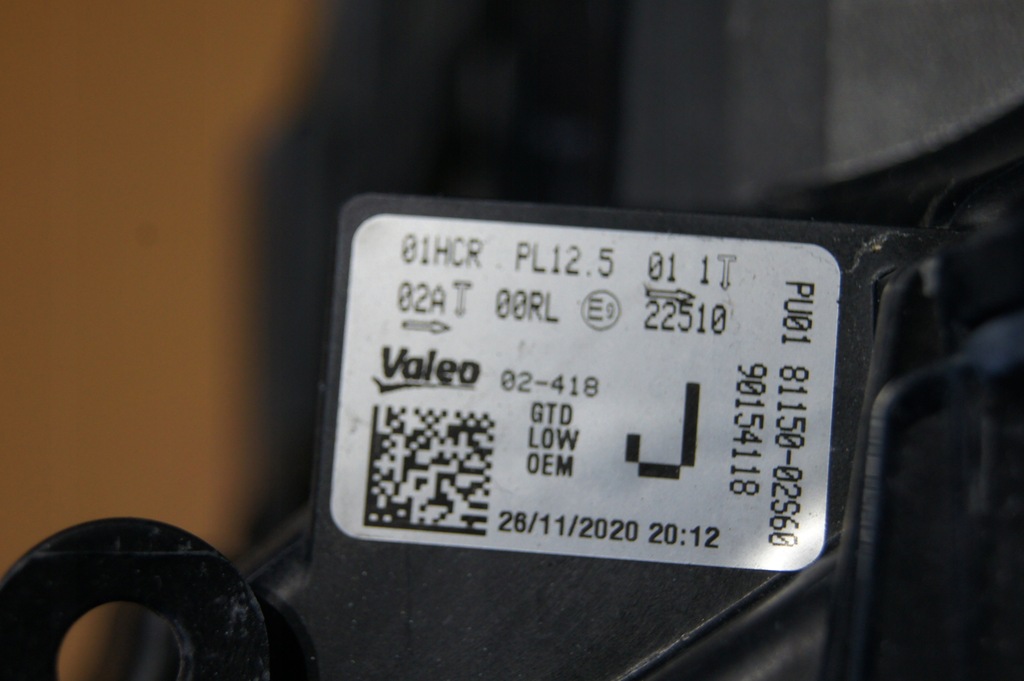 01HCR PL12.5 01 1T
02A T 00RL E9 22510
Valeo 02-418
GTD
LOW
OEM
J
26/11/2020 20:12
PU01 81150-02S60
90154118